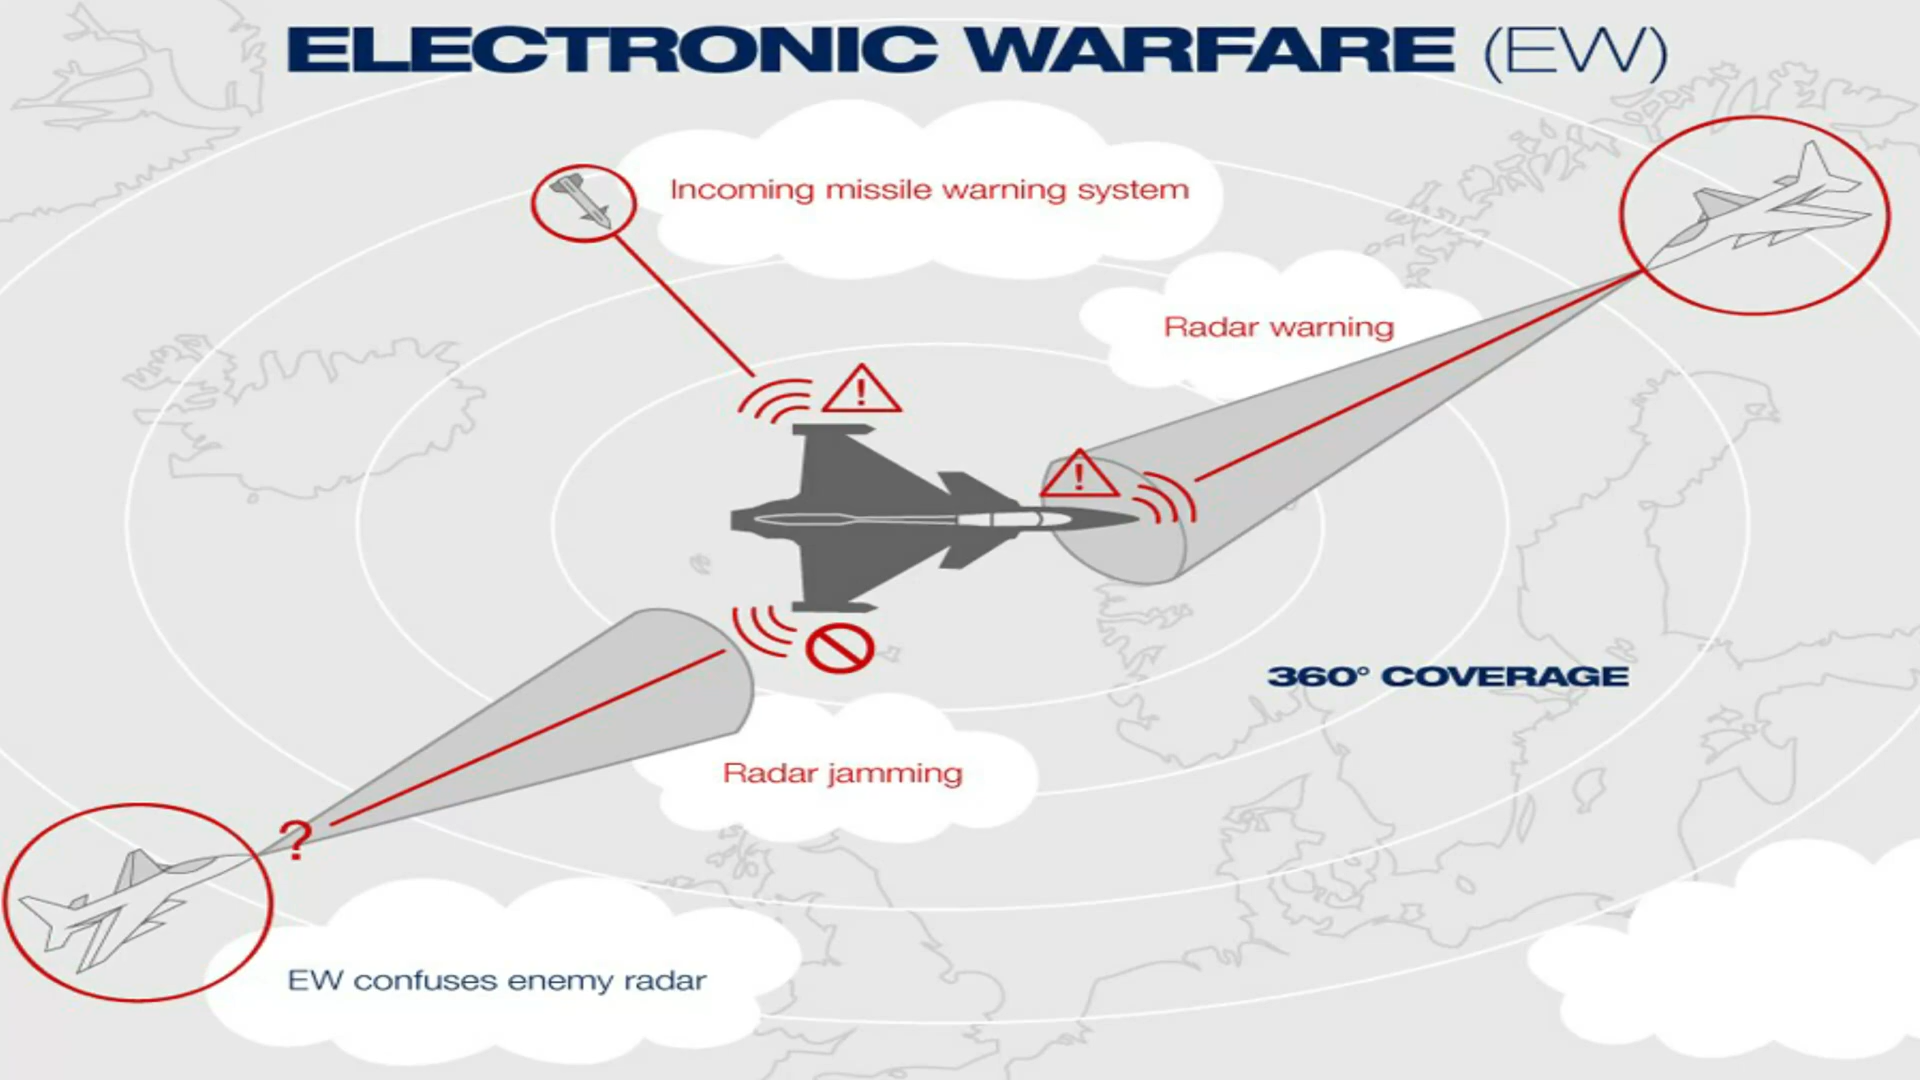 ELECTRONIC WARFARE (EW)
Incoming missile warning system
Radar warning
!
!
360° COVERAGE
Radar jamming
?
EW confuses enemy radar